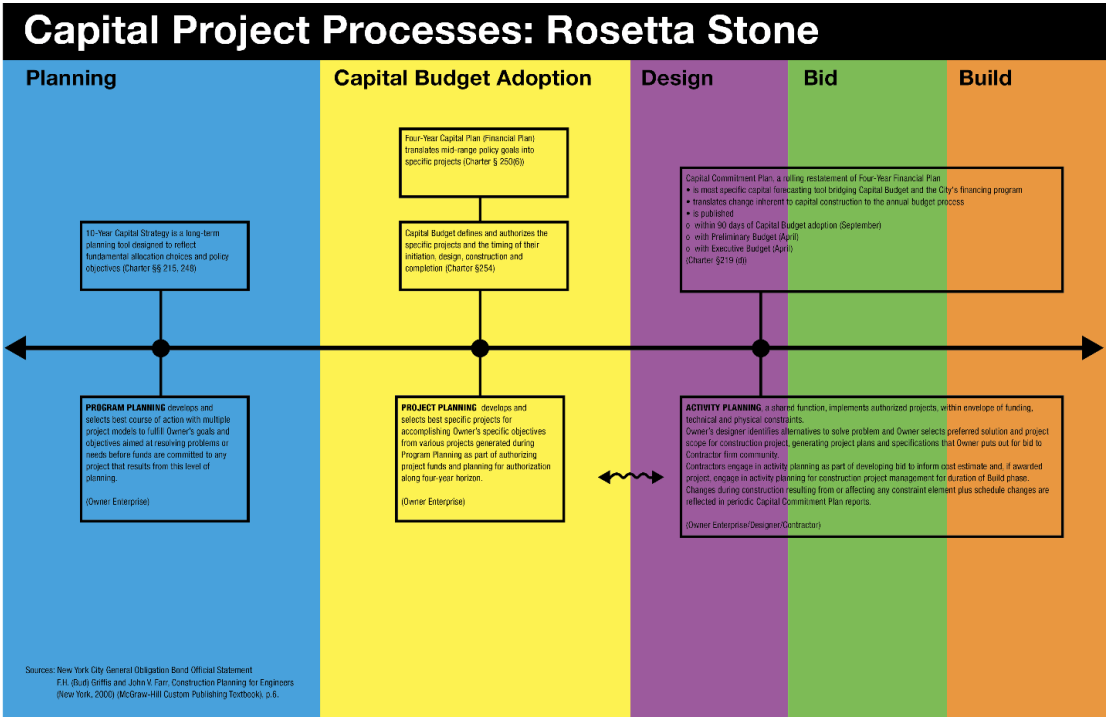 Capital Project Processes: Rosetta Stone
Planning
Capital Budget Adoption
Design
Bid
Build
Four-Year Capital Plan (Financial Plan)
translates mid-range policy goals into
specific projects (Charter § 250(6))
Capital Commitment Plan, a rolling restatement of Four-Year Financial Plan
• is most specific capital forecasting tool bridging Capital Budget and the City's financing program
• translates change inherent to capital construction to the annual budget process
• is published
o within 90 days of Capital Budget adoption (September)
o with Preliminary Budget (April)
o with Executive Budget (April)
(Charter §219 (d))
10-Year Capital Strategy is a long-term
planning tool designed to reflect
fundamental allocation choices and policy
objectives (Charter §§ 215, 248)
Capital Budget defines and authorizes the
specific projects and the timing of their
initiation, design, construction and
completion (Charter §254)
PROGRAM PLANNING develops and
selects best course of action with multiple
project models to fulfill Owner's goals and
objectives aimed at resolving problems or
needs before funds are committed to any
project that results from this level of
planning.
(Owner Enterprise)
PROJECT PLANNING develops and
selects best specific projects for
accomplishing Owner's specific objectives
from various projects generated during
Program Planning as part of authorizing
project funds and planning for authorization
along four-year horizon.
(Owner Enterprise)
ACTIVITY PLANNING, a shared function, implements authorized projects, within envelope of funding,
technical and physical constraints.
Owner's designer identifies alternatives to solve problem and Owner selects preferred solution and project
scope for construction project, generating project plans and specifications that Owner puts out for bid to
Contractor firm community.
Contractors engage in activity planning as part of developing bid to inform cost estimate and, if awarded
project, engage in activity planning for construction project management for duration of Build phase.
Changes during construction resulting from or affecting any constraint element plus schedule changes are
reflected in periodic Capital Commitment Plan reports.
(Owner Enterprise/Designer/Contractor)
Sources: New York City General Obligation Bond Official Statement
F.H. (Bud) Griffis and John V. Farr, Construction Planning for Engineers
(New York, 2000) (McGraw-Hill Custom Publishing Textbook), p.6.